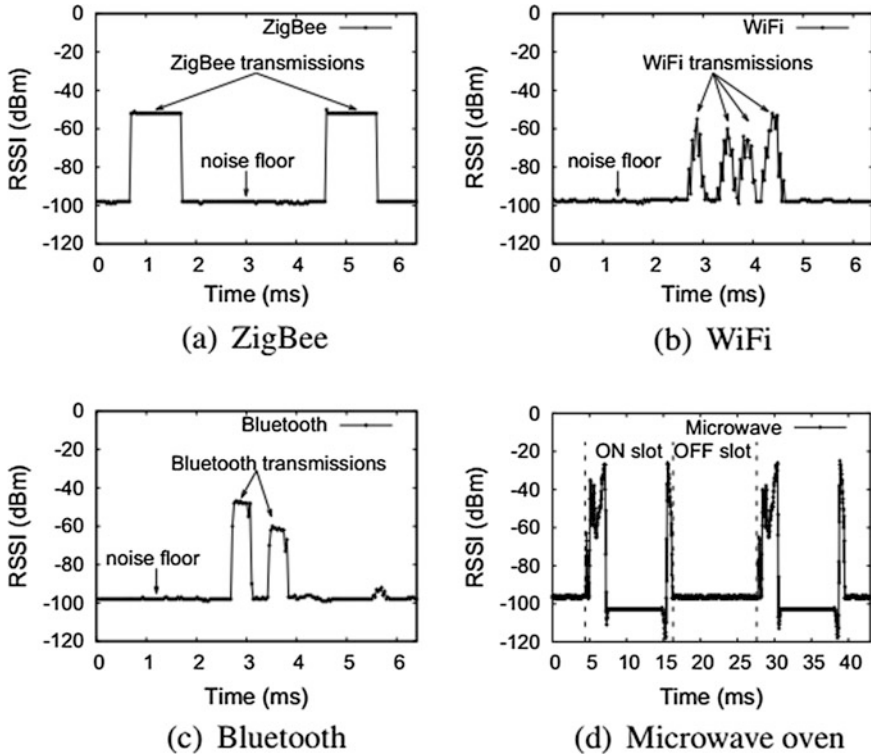 0
-20
-40
-60
-80
-100
-120
RSSI (dBm)
ZigBee
ZigBee transmissions
noise floor
0 1 2 3 4 5 6
Time (ms)
(a) ZigBee
0
-20
-40
-60
-80
-100
-120
RSSI (dBm)
WiFi
WiFi transmissions
noise floor
0 1 2 3 4 5 6
Time (ms)
(b) WiFi
0
-20
-40
-60
-80
-100
-120
RSSI (dBm)
Bluetooth
Bluetooth transmissions
noise floor
0 1 2 3 4 5 6
Time (ms)
(c) Bluetooth
0
-20
-40
-60
-80
-100
-120
RSSI (dBm)
Microwave
ON slot OFF slot
0 5 10 15 20 25 30 35 40
Time (ms)
(d) Microwave oven